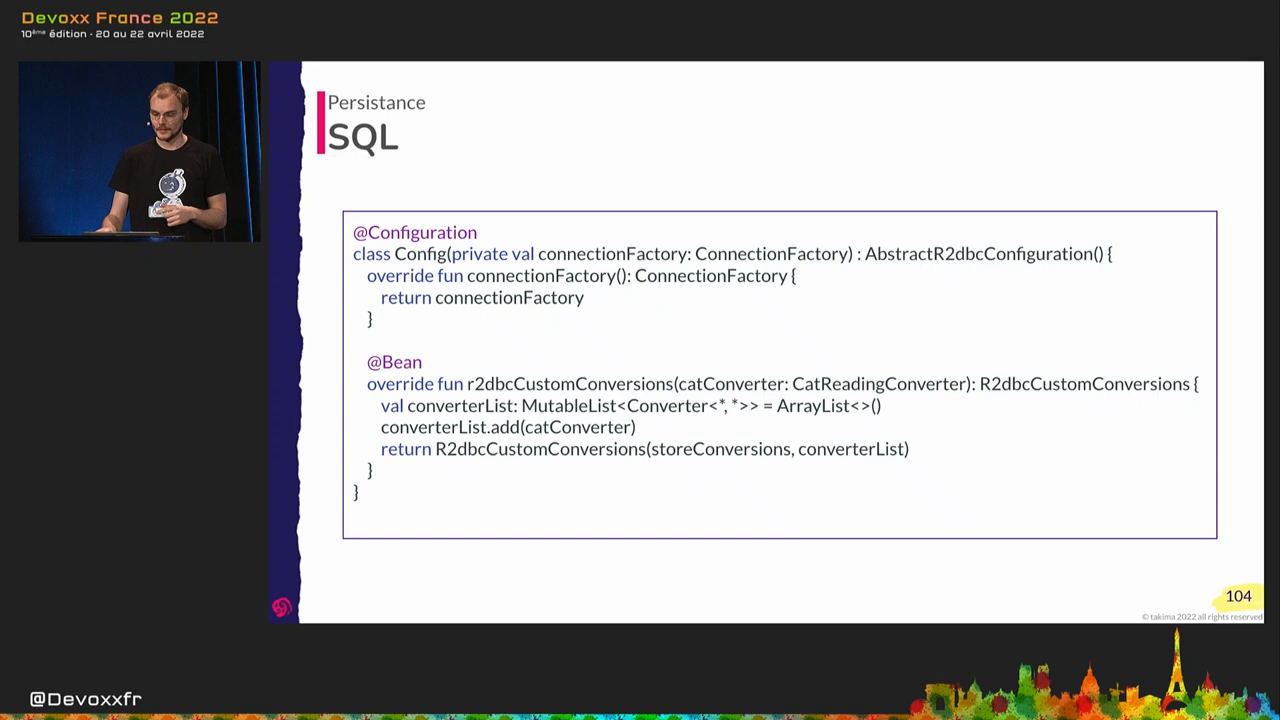 Devoxx France 2022
10ème édition - 20 au 22 avril 2022
Persistance
SQL
@Configuration
class Config(private val connectionFactory: ConnectionFactory) : AbstractR2dbcConfiguration() {
override fun connectionFactory(): ConnectionFactory {
return connectionFactory
}
@Bean
override fun r2dbcCustomConversions(catConverter: CatReadingConverter): R2dbcCustomConversions {
val converterList: MutableList<Converter<*, *>> = ArrayList<>()
converterList.add(catConverter)
return R2dbcCustomConversions(storeConversions, converterList)
}
}
104
© takima 2022 all rights reserved
@Devoxxfr